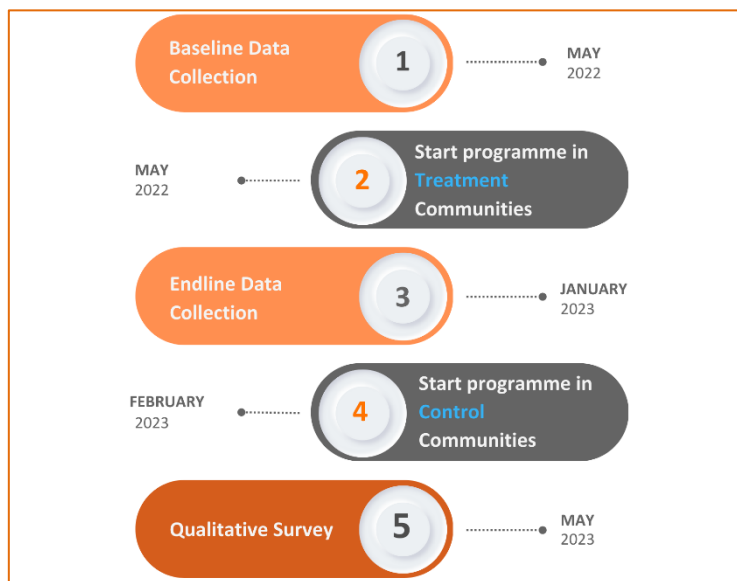 Baseline Data
Collection
1
MAY
2022
MAY
2022
2
Start programme in
Treatment
Communities
Endline Data
Collection
3
JANUARY
2023
FEBRUARY
2023
4
Start programme in
Control
Communities
Qualitative Survey
5
MAY
2023